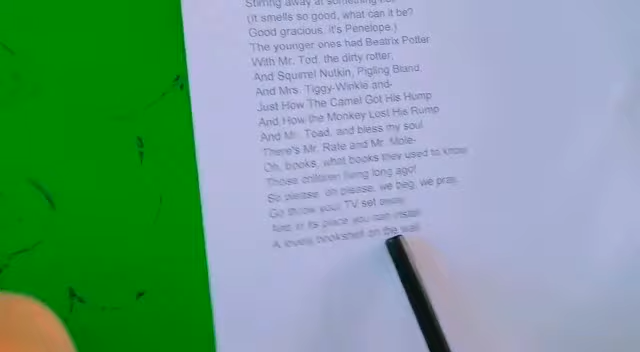 Stirring away at something hot
(It smells so good, what can it be?
Good gracious, it's Penelope.)
The younger ones had Beatrix Potter
With Mr. Tod, the dirty rotter,
And Squirrel Nutkin, Pigling Bland,
And Mrs. Tiggy-Winkle and-
Just How The Camel Got His Hump
And How the Monkey Lost His Rump
And Mr. Toad, and bless my soul
There's Mr. Rate and Mr. Mole-
Oh, books, what books they used to know
Those children living long ago!
So please, oh please, we beg, we pray,
Go throw your TV set away
And in its place you can install
A lovely bookshelf on the wall